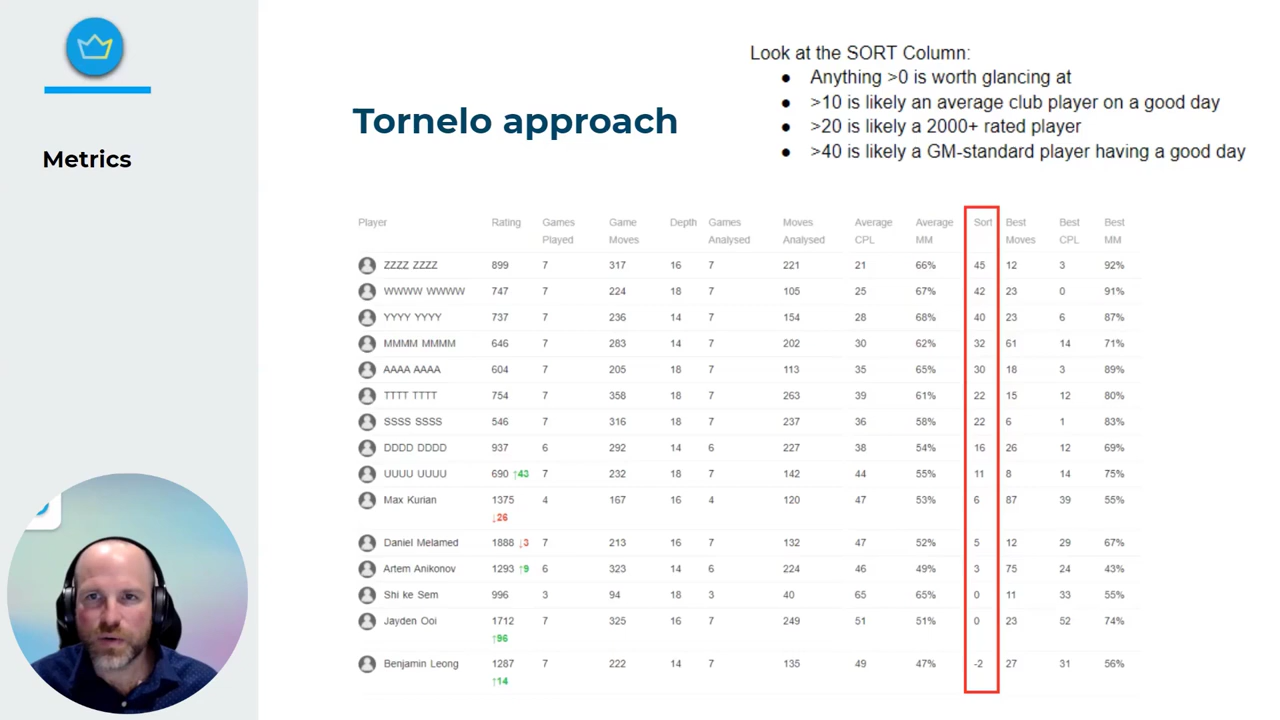 Metrics
Tornelo approach
Look at the SORT Column:
● Anything >0 is worth glancing at
● >10 is likely an average club player on a good day
● >20 is likely a 2000+ rated player
● >40 is likely a GM-standard player having a good day
Player Rating Games Played Game Moves Depth Games Analysed Moves Analysed Average CPL Average MM Sort Best Moves Best CPL Best MM
ZZZZ ZZZZ 899 7 317 16 7 221 21 66% 45 12 3 92%
WWWW WWWW 747 7 224 18 7 105 25 67% 42 23 0 91%
YYYY YYYY 737 7 236 14 7 154 28 68% 40 23 6 87%
MMMM MMMM 646 7 283 14 7 202 30 62% 32 61 14 71%
AAAA AAAA 604 7 205 18 7 113 35 65% 30 18 3 89%
TTTT TTTT 754 7 358 18 7 263 39 61% 22 15 12 80%
SSSS SSSS 546 7 316 18 7 237 36 58% 22 6 1 83%
DDDD DDDD 937 6 292 14 6 227 38 54% 16 26 12 69%
UUUU UUUU 690 ↑43 7 232 18 7 142 44 55% 11 8 14 75%
Max Kurian 1375 4 167 16 4 120 47 53% 6 87 39 55%
↓26
Daniel Melamed 1888 ↓3 7 213 16 7 132 47 52% 5 12 29 67%
Artem Anikonov 1293 ↑9 6 323 14 6 224 46 49% 3 75 24 43%
Shi ke Sem 996 3 94 18 3 40 65 65% 0 11 33 55%
Jayden Ooi 1712 7 325 16 7 249 51 51% 0 23 52 74%
↑96
Benjamin Leong 1287 7 222 14 7 135 49 47% -2 27 31 56%
↑14